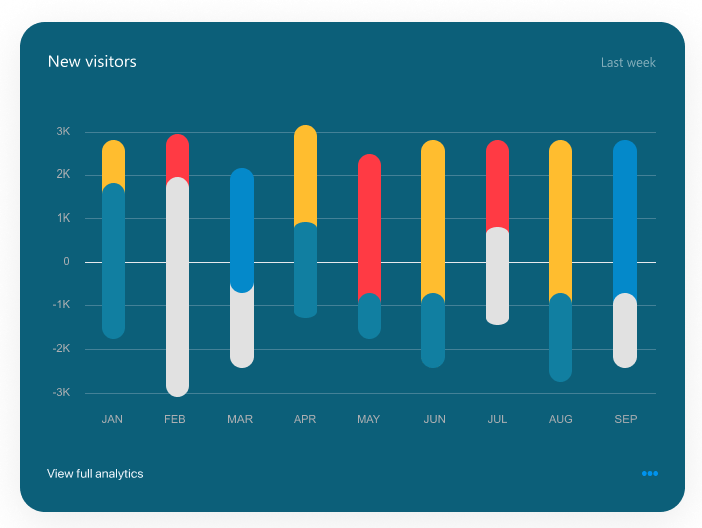 New visitors
Last week
3K
2K
1K
0
-1K
-2K
-3K
JAN FEB MAR APR MAY JUN JUL AUG SEP
View full analytics